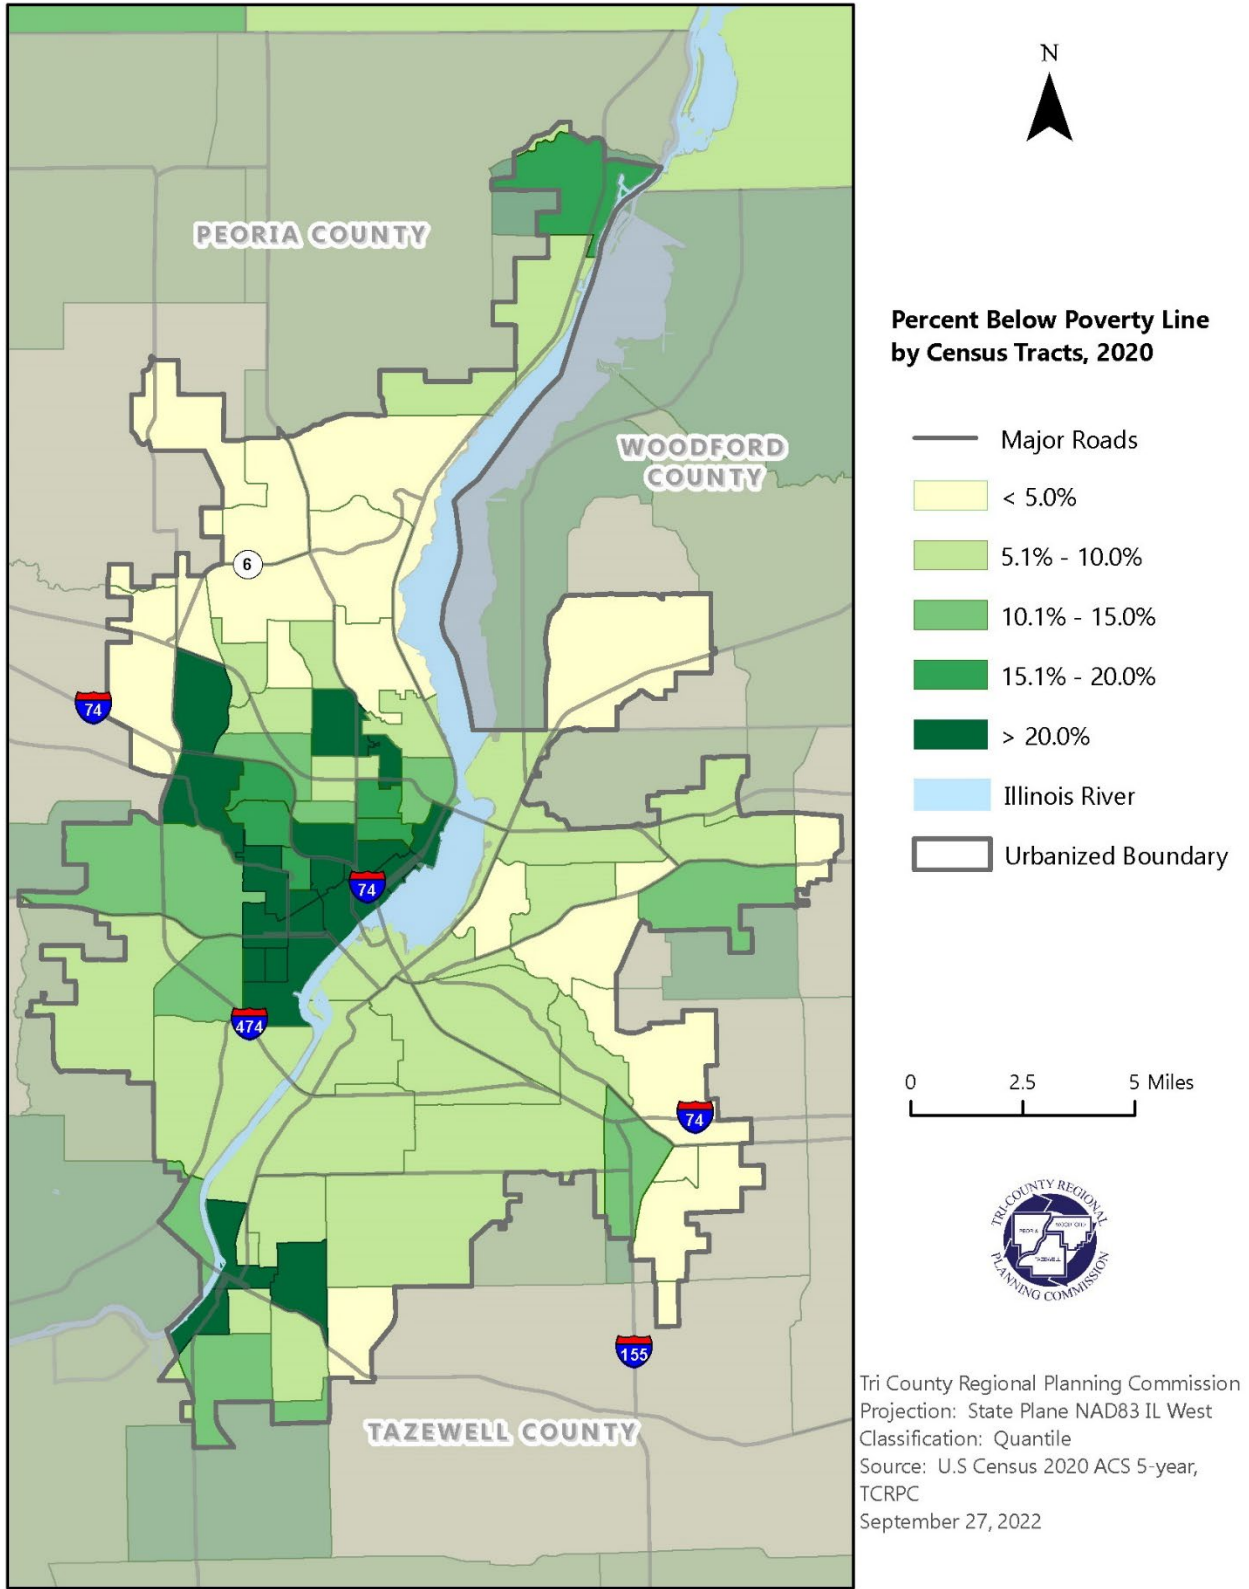 PEORIA COUNTY
WOODFORD
COUNTY
6
74
74
474
74
155
TAZEWELL COUNTY
N
Percent Below Poverty Line
by Census Tracts, 2020
Major Roads
< 5.0%
5.1% - 10.0%
10.1% - 15.0%
15.1% - 20.0%
> 20.0%
Illinois River
Urbanized Boundary
0 2.5 5 Miles
TRI-COUNTY REGIONAL
PEORIA
WOODFORD
TAZEWELL
PLANNING COMMISSION
Tri County Regional Planning Commission
Projection: State Plane NAD83 IL West
Classification: Quantile
Source: U.S Census 2020 ACS 5-year,
TCRPC
September 27, 2022